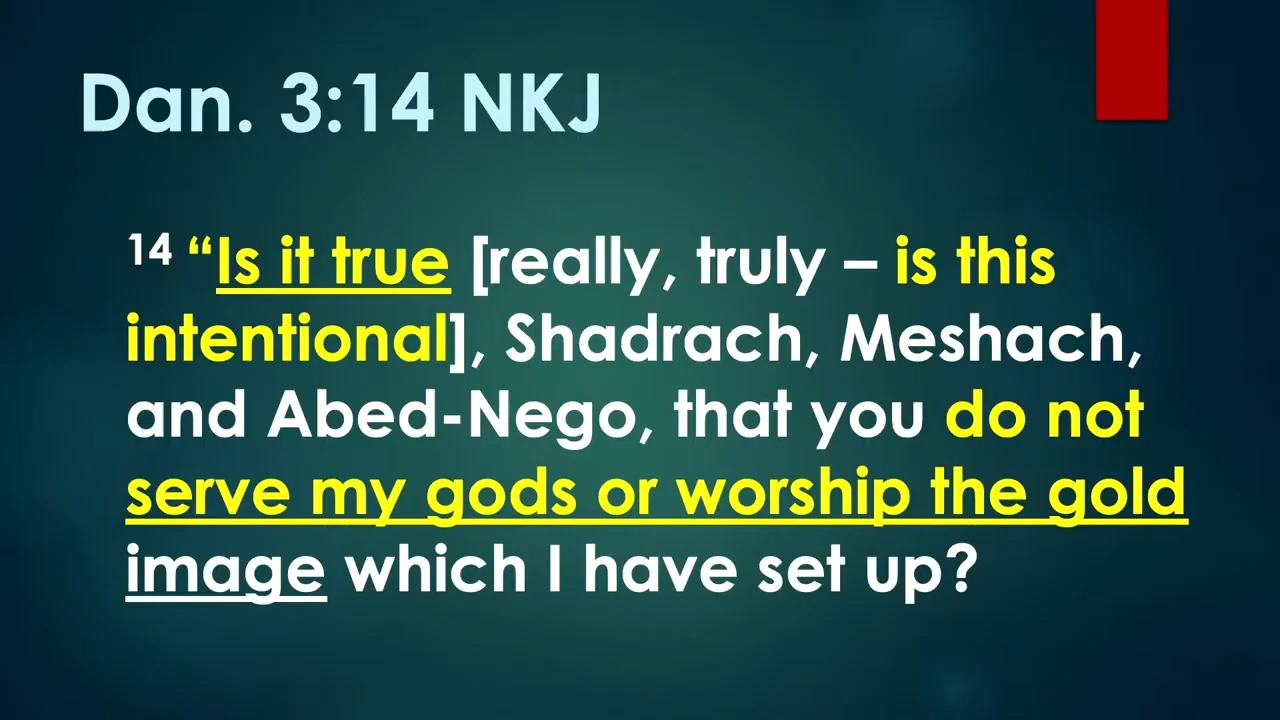 Dan. 3:14 NKJ
14 “Is it true [really, truly – is this
intentional], Shadrach, Meshach,
and Abed-Nego, that you do not
serve my gods or worship the gold
image which I have set up?